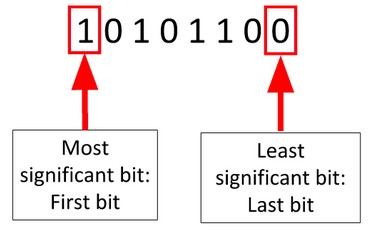 1 0 1 0 1 1 0 0
Most
significant bit:
First bit
Least
significant bit:
Last bit